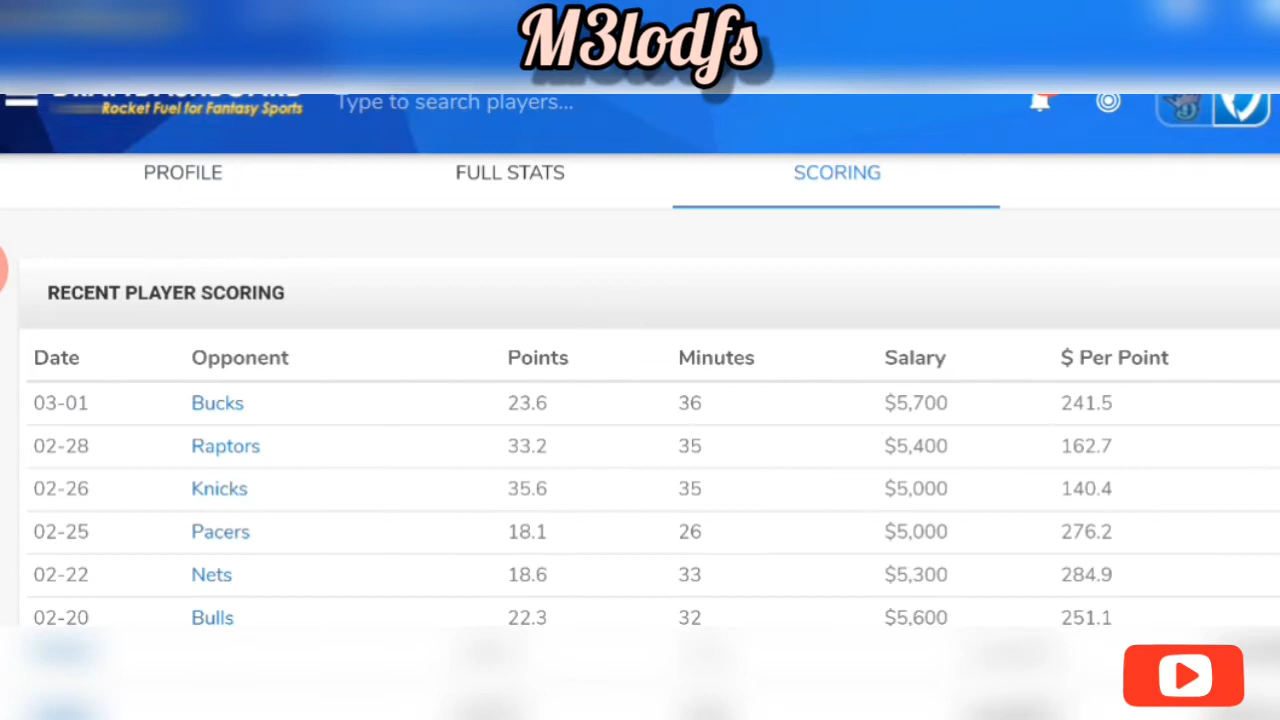 M3lodfs
Rocket Fuel for Fantasy Sports
Type to search players...
PROFILE FULL STATS SCORING
RECENT PLAYER SCORING
Date Opponent Points Minutes Salary $ Per Point
03-01 Bucks 23.6 36 $5,700 241.5
02-28 Raptors 33.2 35 $5,400 162.7
02-26 Knicks 35.6 35 $5,000 140.4
02-25 Pacers 18.1 26 $5,000 276.2
02-22 Nets 18.6 33 $5,300 284.9
02-20 Bulls 22.3 32 $5,600 251.1